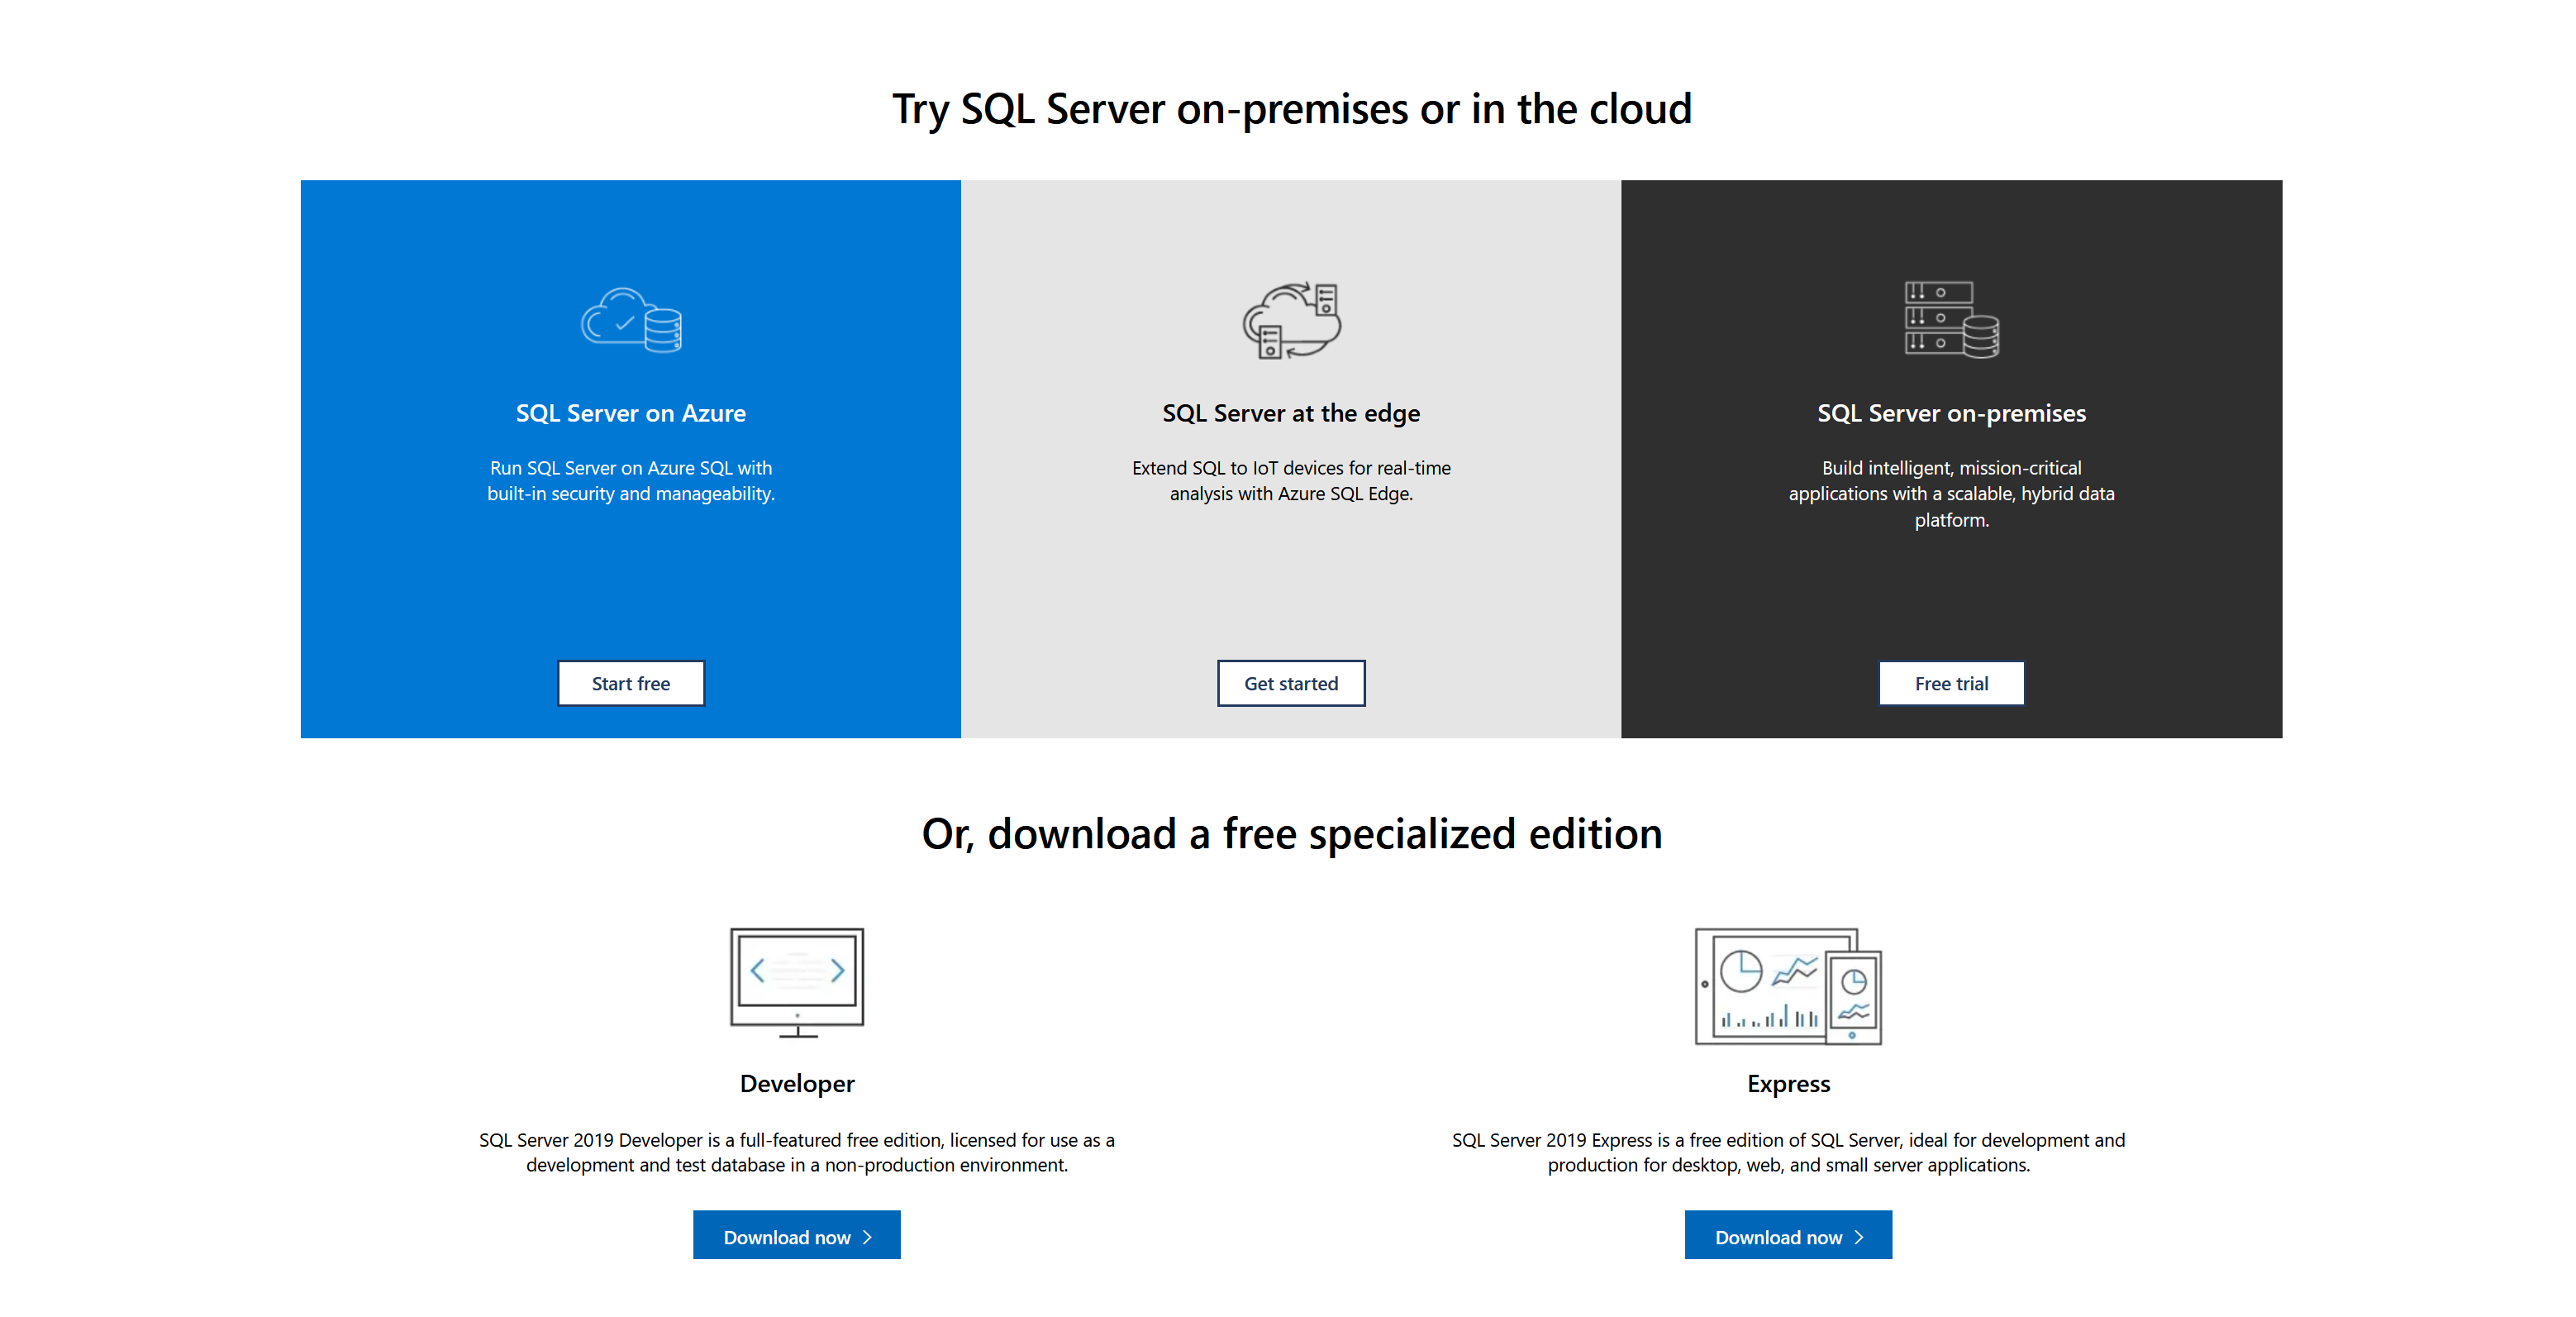 Try SQL Server on-premises or in the cloud
SQL Server on Azure
Run SQL Server on Azure SQL with
built-in security and manageability.
Start free
SQL Server at the edge
Extend SQL to IoT devices for real-time
analysis with Azure SQL Edge.
Get started
SQL Server on-premises
Build intelligent, mission-critical
applications with a scalable, hybrid data
platform.
Free trial
Or, download a free specialized edition
Developer
SQL Server 2019 Developer is a full-featured free edition, licensed for use as a
development and test database in a non-production environment.
Download now
Express
SQL Server 2019 Express is a free edition of SQL Server, ideal for development and
production for desktop, web, and small server applications.
Download now